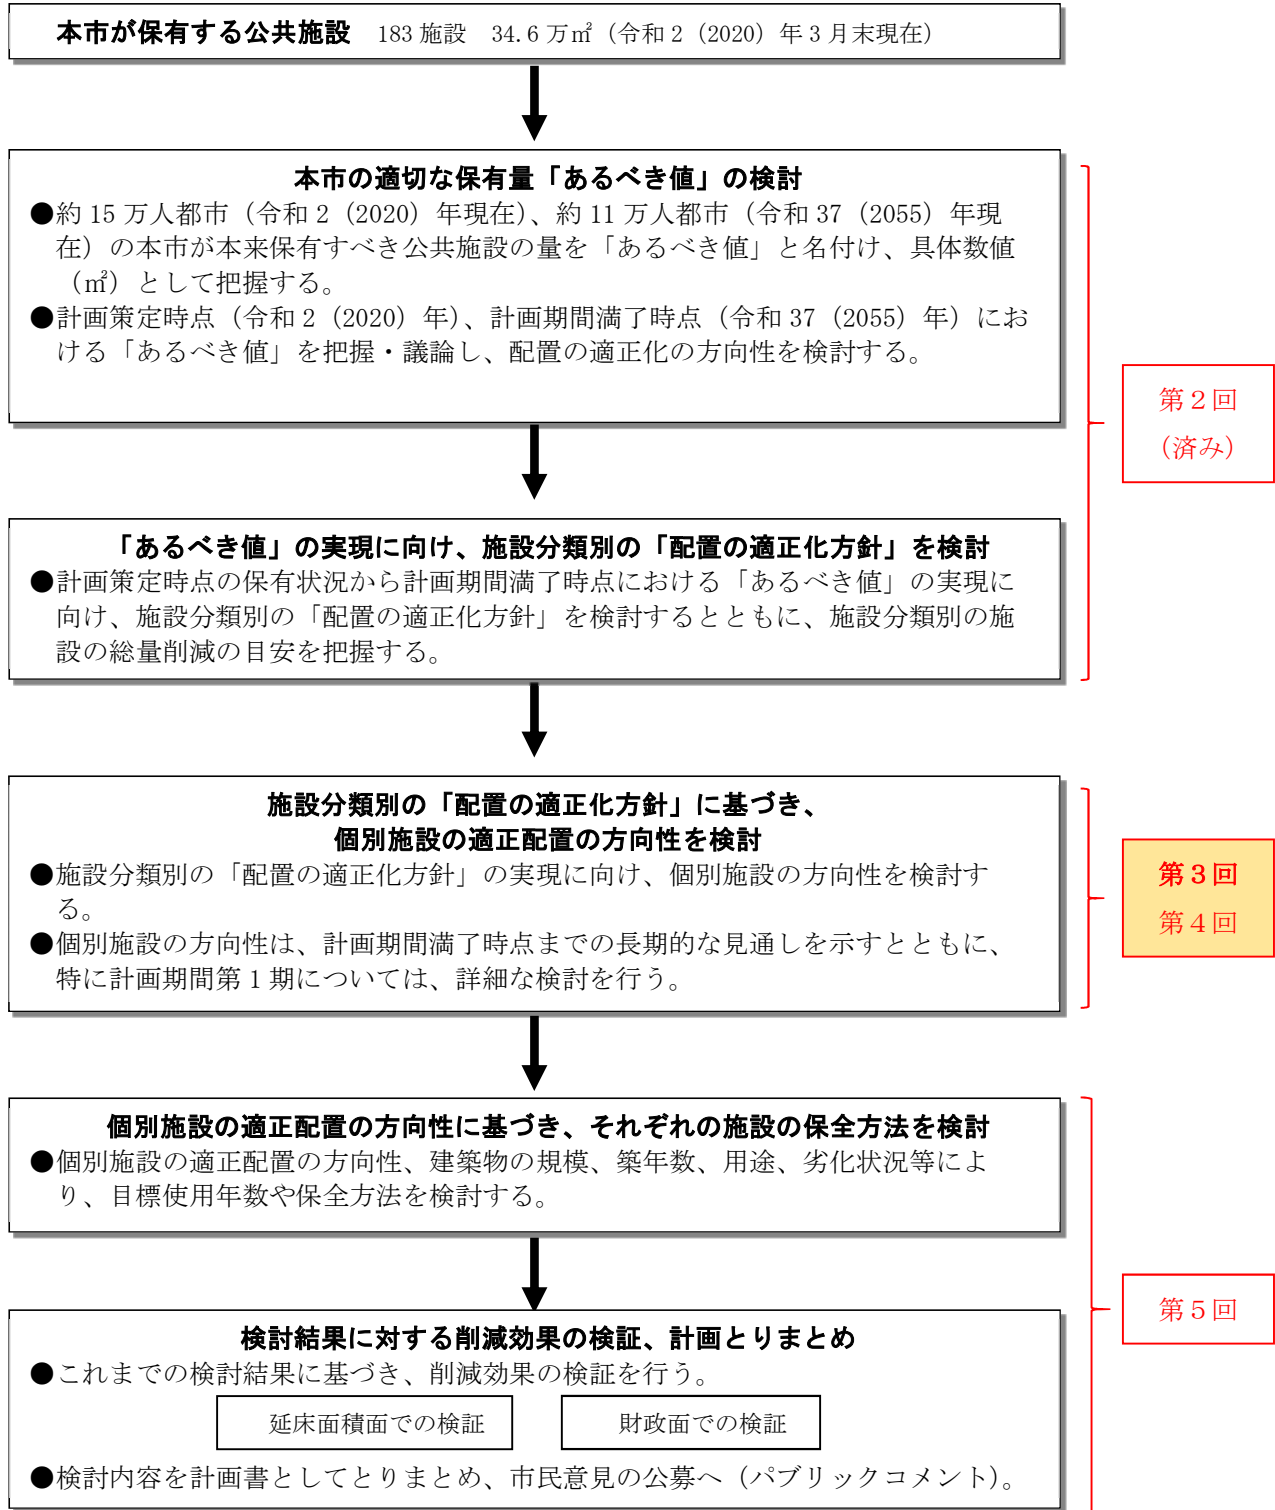 本市が保有する公共施設　183 施設　34.6 万㎡（令和 2（2020）年 3 月末現在）
本市の適切な保有量「あるべき値」の検討
●約 15 万人都市（令和 2（2020）年現在）、約 11 万人都市（令和 37（2055）年現
在）の本市が本来保有すべき公共施設の量を「あるべき値」と名付け、具体数値
（㎡）として把握する。
●計画策定時点（令和 2（2020）年）、計画期間満了時点（令和 37（2055）年）にお
ける「あるべき値」を把握・議論し、配置の適正化の方向性を検討する。
第２回
（済み）
「あるべき値」の実現に向け、施設分類別の「配置の適正化方針」を検討
●計画策定時点の保有状況から計画期間満了時点における「あるべき値」の実現に
向け、施設分類別の「配置の適正化方針」を検討するとともに、施設分類別の施
設の総量削減の目安を把握する。
施設分類別の「配置の適正化方針」に基づき、
個別施設の適正配置の方向性を検討
●施設分類別の「配置の適正化方針」の実現に向け、個別施設の方向性を検討す
る。
●個別施設の方向性は、計画期間満了時点までの長期的な見通しを示すとともに、
特に計画期間第 1 期については、詳細な検討を行う。
第３回
第４回
個別施設の適正配置の方向性に基づき、それぞれの施設の保全方法を検討
●個別施設の適正配置の方向性、建築物の規模、築年数、用途、劣化状況等によ
り、目標使用年数や保全方法を検討する。
検討結果に対する削減効果の検証、計画とりまとめ
●これまでの検討結果に基づき、削減効果の検証を行う。
延床面積面での検証
財政面での検証
●検討内容を計画書としてとりまとめ、市民意見の公募へ（パブリックコメント）。
第５回